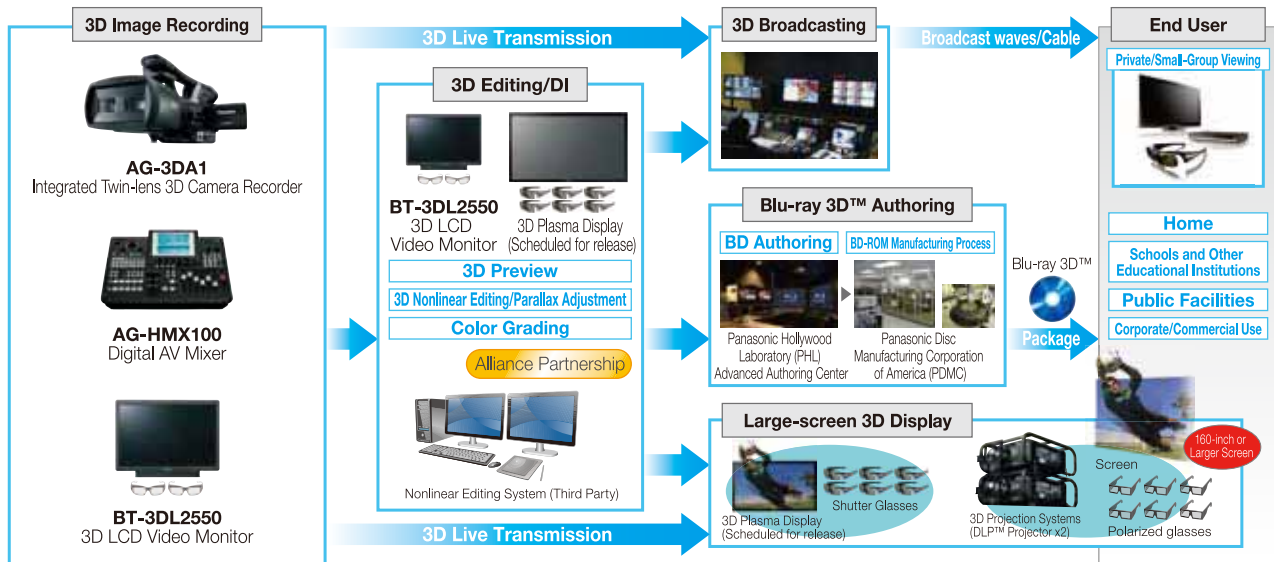 3D Image Recording
AG-3DA1
Integrated Twin-lens 3D Camera Recorder
AG-HMX100
Digital AV Mixer
BT-3DL2550
3D LCD Video Monitor
3D Live Transmission
3D Editing/DI
BT-3DL2550
3D LCD
Video Monitor
3D Plasma Display
(Scheduled for release)
3D Preview
3D Nonlinear Editing/Parallax Adjustment
Color Grading
Alliance Partnership
Nonlinear Editing System (Third Party)
3D Live Transmission
3D Broadcasting
Broadcast waves/Cable
Blu-ray 3D™ Authoring
BD Authoring
Panasonic Hollywood
Laboratory (PHL)
Advanced Authoring Center
BD-ROM Manufacturing Process
Panasonic Disc
Manufacturing Corporation
of America (PDMC)
Blu-ray 3D™
Package
Large-screen 3D Display
3D Plasma Display
(Scheduled for release)
Shutter Glasses
3D Projection Systems
(DLP™ Projector x2)
Screen
Polarized glasses
160-inch or
Larger Screen
End User
Private/Small-Group Viewing
Home
Schools and Other
Educational Institutions
Public Facilities
Corporate/Commercial Use